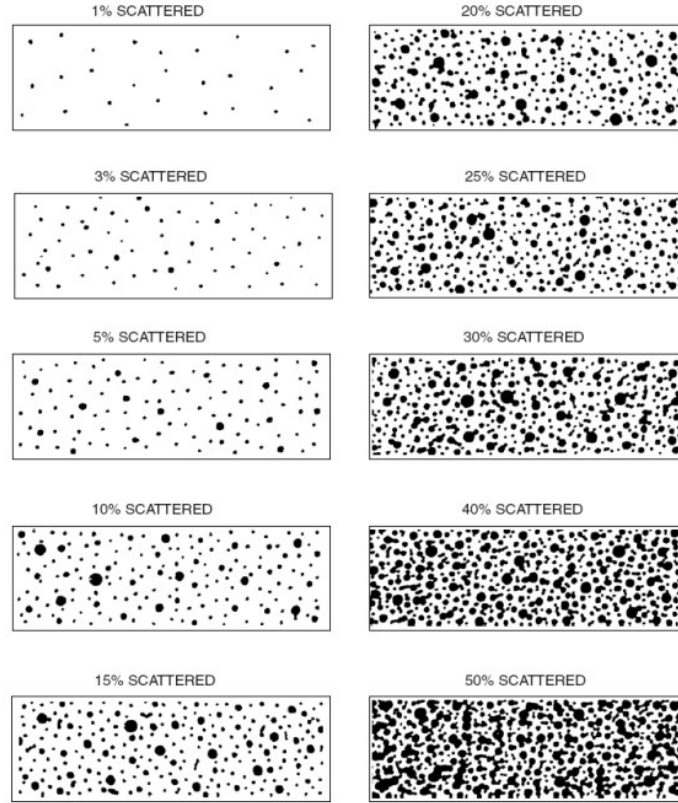 1% SCATTERED
20% SCATTERED
3% SCATTERED
25% SCATTERED
5% SCATTERED
30% SCATTERED
10% SCATTERED
40% SCATTERED
15% SCATTERED
50% SCATTERED